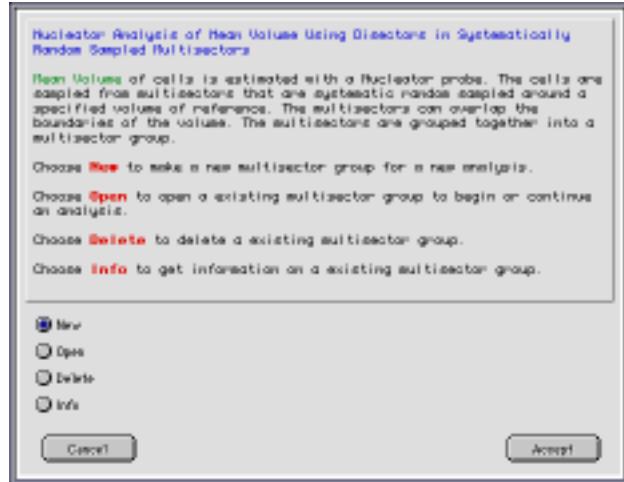 Nucleator Analysis of Mean Volume Using Disectors in Systematically
Random Sampled Multisectors
Mean Volume of cells is estimated with a Nucleator probe. The cells are
sampled from multisectors that are systematic random sampled around a
specified volume of reference. The multisectors can overlap the
boundaries of the volume. The multisectors are grouped together into a
multisector group.
Choose New to make a new multisector group for a new analysis.
Choose Open to open a existing multisector group to begin or continue
an analysis.
Choose Delete to delete a existing multisector group.
Choose Info to get information on a existing multisector group.
New
Open
Delete
Info
Cancel
Accept